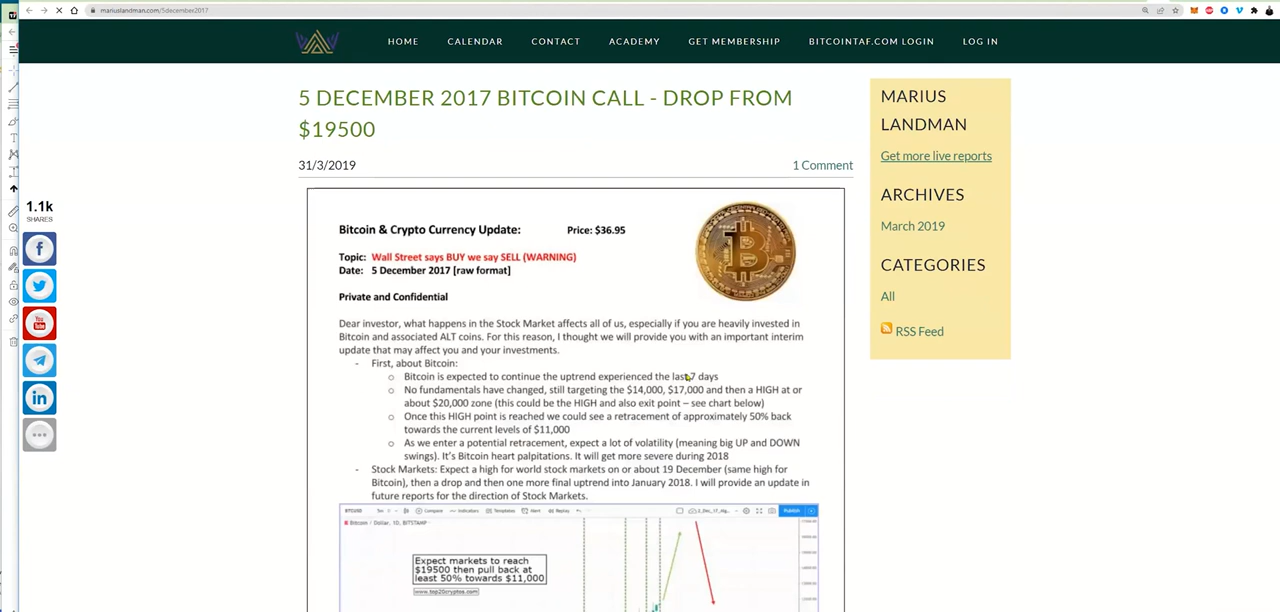 mariuslandman.com/5december2017
HOME
CALENDAR
CONTACT
ACADEMY
GET MEMBERSHIP
BITCOINTAF.COM LOGIN
LOG IN
5 DECEMBER 2017 BITCOIN CALL - DROP FROM
$19500
31/3/2019
1 Comment
1.1k
SHARES
Bitcoin & Crypto Currency Update:
Price: $36.95
Topic: Wall Street says BUY we say SELL (WARNING)
Date: 5 December 2017 [raw format]
Private and Confidential
Dear investor, what happens in the Stock Market affects all of us, especially if you are heavily invested in
Bitcoin and associated ALT coins. For this reason, I thought we will provide you with an important interim
update that may affect you and your investments.
- First, about Bitcoin:
o Bitcoin is expected to continue the uptrend experienced the last 7 days
o No fundamentals have changed, still targeting the $14,000, $17,000 and then a HIGH at or
about $20,000 zone (this could be the HIGH and also exit point – see chart below)
o Once this HIGH point is reached we could see a retracement of approximately 50% back
towards the current levels of $11,000
o As we enter a potential retracement, expect a lot of volatility (meaning big UP and DOWN
swings). It's Bitcoin heart palpitations. It will get more severe during 2018
- Stock Markets: Expect a high for world stock markets on or about 19 December (same high for
Bitcoin), then a drop and then one more final uptrend into January 2018. I will provide an update in
future reports for the direction of Stock Markets.
Compare
Indicators
Templates
Alert
Replay
Publish
Bitcoin / Dollar, 1D, BITSTAMP
Expect markets to reach
$19500 then pull back at
least 50% towards $11,000
www.top20cryptos.com
MARIUS
LANDMAN
Get more live reports
ARCHIVES
March 2019
CATEGORIES
All
RSS Feed